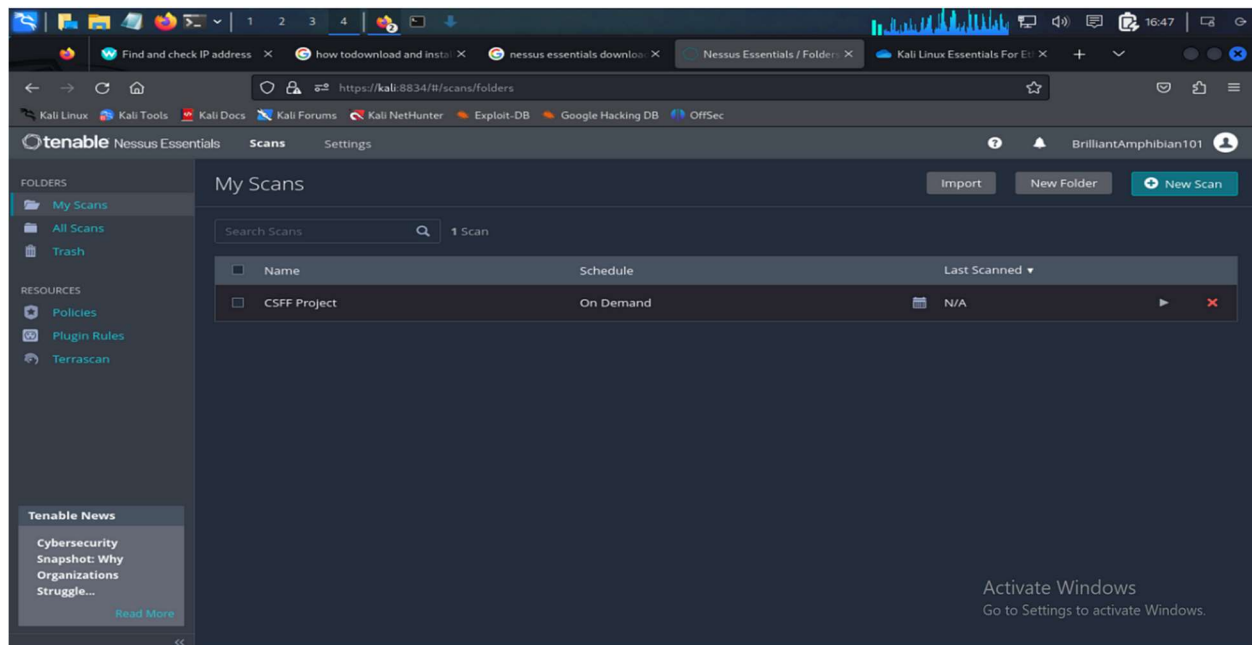 1 2 3 4 16:47
Find and check IP address how todownload and instal nessus essentials downloa Nessus Essentials / Folders Kali Linux Essentials For Et
https://kali:8834/#/scans/folders
Kali Linux Kali Tools Kali Docs Kali Forums Kali NetHunter Exploit-DB Google Hacking DB OffSec
tenable Nessus Essentials Scans Settings BrilliantAmphibian101
FOLDERS
My Scans
All Scans
Trash
RESOURCES
Policies
Plugin Rules
Terrascan
Tenable News
Cybersecurity
Snapshot: Why
Organizations
Struggle...
Read More
My Scans Import New Folder New Scan
Search Scans 1 Scan
Name Schedule Last Scanned
CSFF Project On Demand N/A
Activate Windows
Go to Settings to activate Windows.